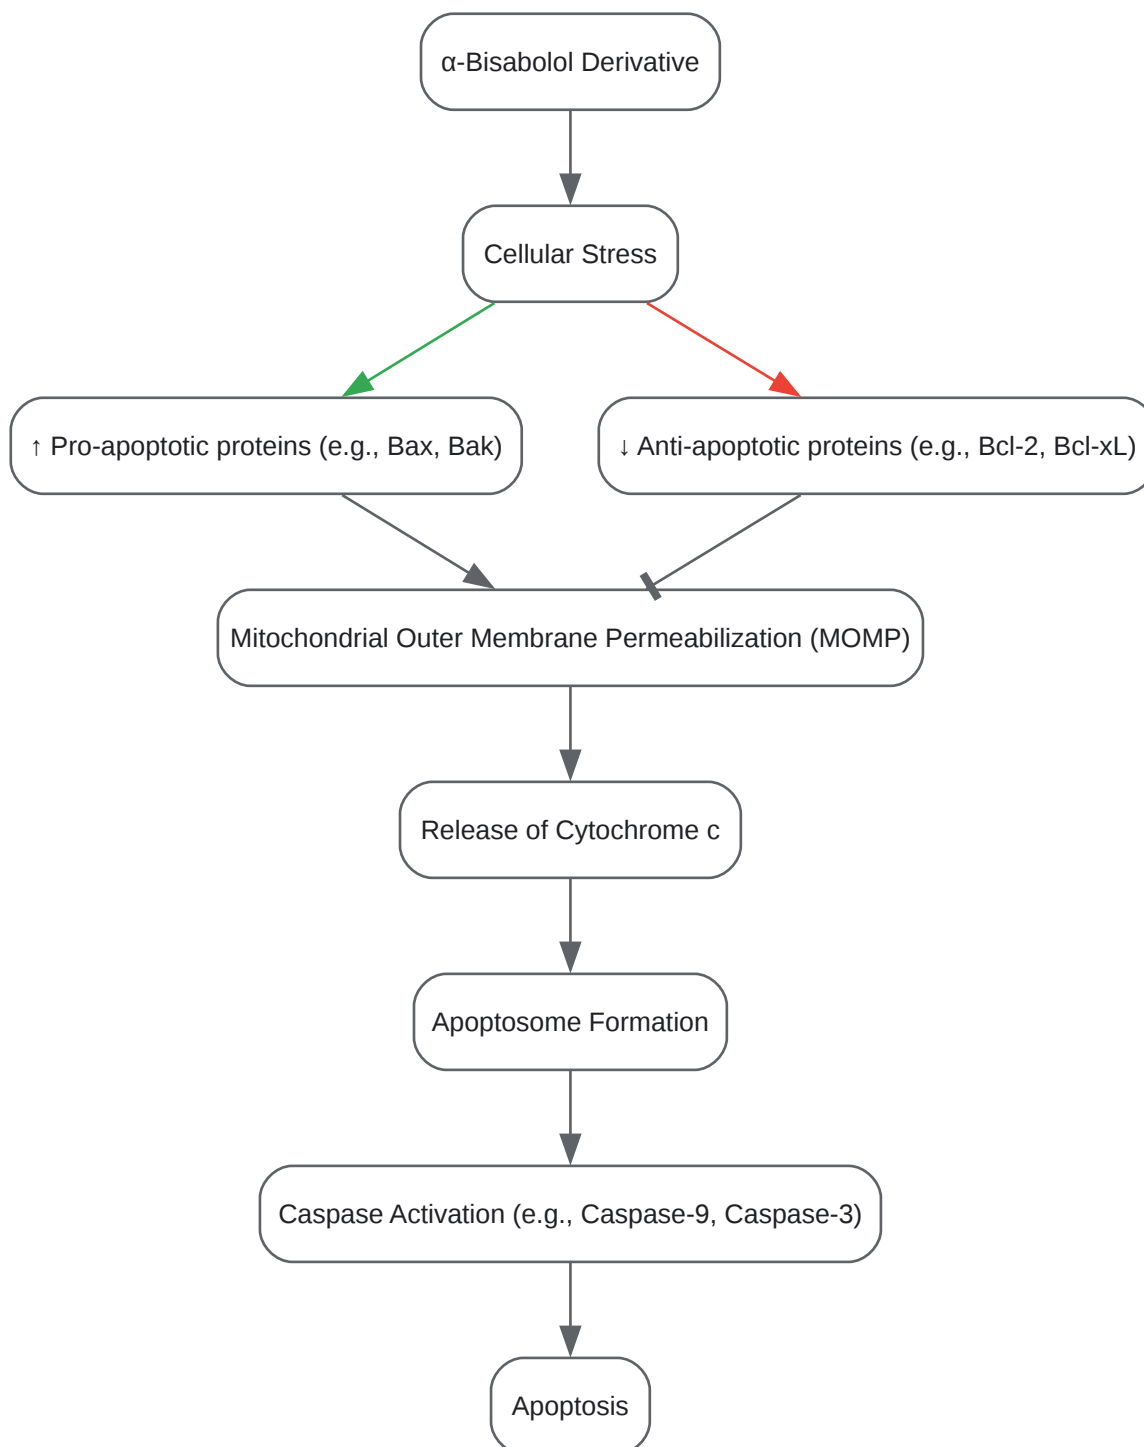 α-Bisabolol Derivative
Cellular Stress
↑ Pro-apoptotic proteins (e.g., Bax, Bak)
↓ Anti-apoptotic proteins (e.g., Bcl-2, Bcl-xL)
Mitochondrial Outer Membrane Permeabilization (MOMP)
Release of Cytochrome c
Apoptosome Formation
Caspase Activation (e.g., Caspase-9, Caspase-3)
Apoptosis